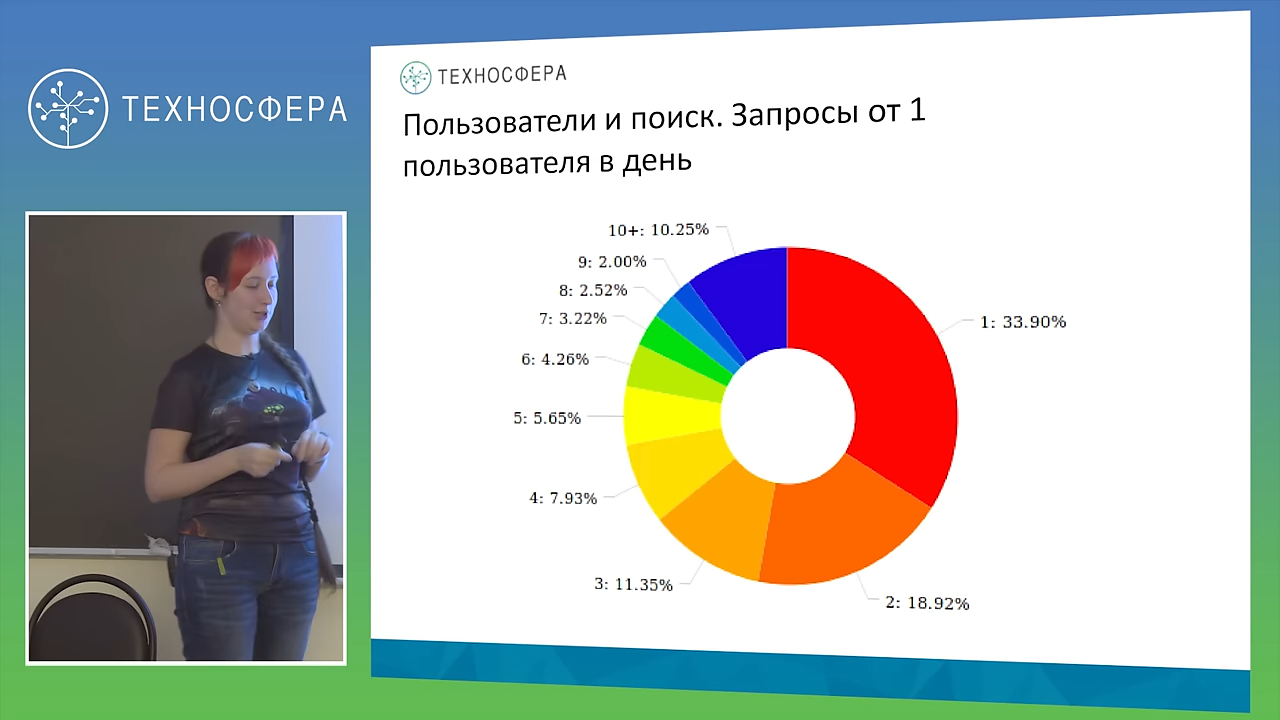 ТЕХНОСФЕРА
ТЕХНОСФЕРА
Пользователи и поиск. Запросы от 1
пользователя в день
10+: 10.25%
9: 2.00%
8: 2.52%
7: 3.22%
6: 4.26%
5: 5.65%
4: 7.93%
3: 11.35%
2: 18.92%
1: 33.90%